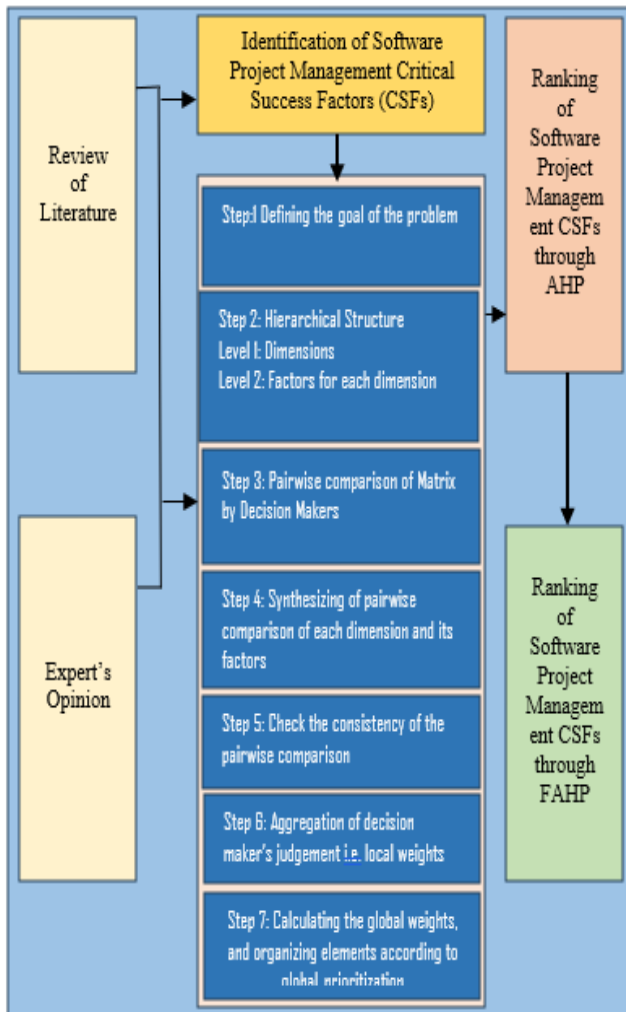 Review
of
Literature
Expert's
Opinion
Identification of Software
Project Management Critical
Success Factors (CSFs)
Step:1 Defining the goal of the problem
Step 2: Hierarchical Structure
Level 1: Dimensions
Level 2: Factors for each dimension
Step 3: Pairwise comparison of Matrix
by Decision Makers
Step 4: Synthesizing of pairwise
comparison of each dimension and its
factors
Step 5: Check the consistency of the
pairwise comparison
Step 6: Aggregation of decision
maker's judgement i.e. local weights
Step 7: Calculating the global weights,
and organizing elements according to
global prioritization
Ranking
of
Software
Project
Managem
ent CSFs
through
AHP
Ranking
of
Software
Project
Managem
ent CSFs
through
FAHP